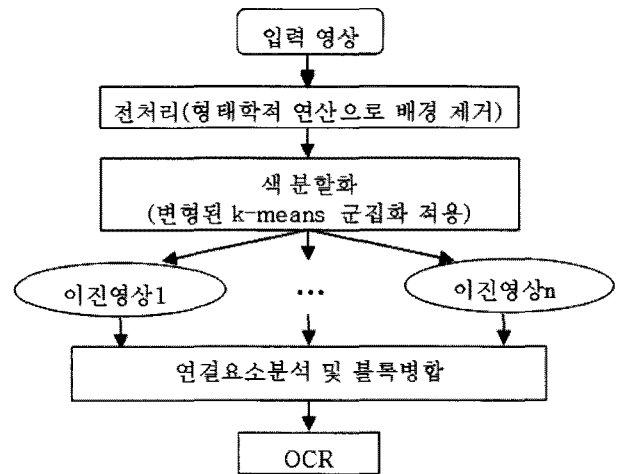 입력 영상
전처리(형태학적 연산으로 배경 제거)
색 분할화
(변형된 k-means 군집화 적용)
이진영상1
...
이진영상n
연결요소분석 및 블록병합
OCR